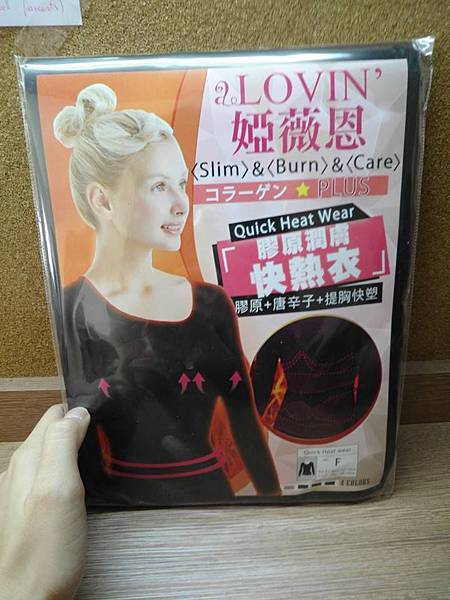 aLOVIN'
婭薇恩
〈Slim〉&〈Burn〉&〈Care〉
コラーゲン ★ PLUS
Quick Heat Wear
「膠原潤膚
快熱衣」
膠原+唐辛子+提胸快塑
Quick Heat wear
F
4 COLORS